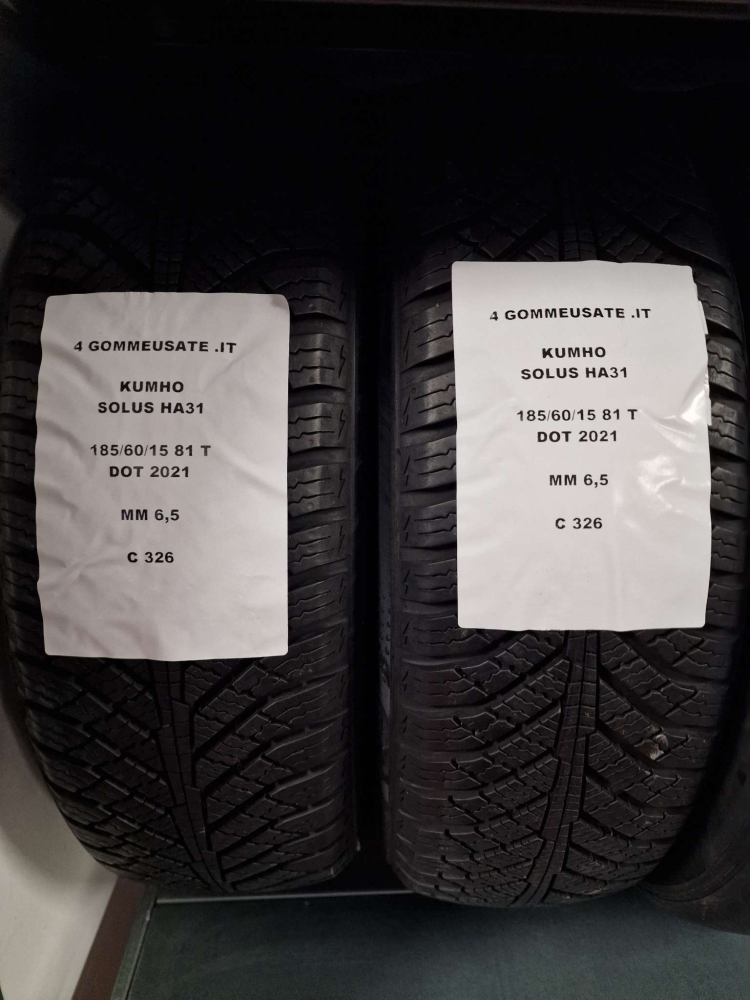 4 GOMMEUSATE .IT
KUMHO
SOLUS HA31
185/60/15 81 T
DOT 2021
MM 6,5
C 326
4 GOMMEUSATE .IT
KUMHO
SOLUS HA31
185/60/15 81 T
DOT 2021
MM 6,5
C 326